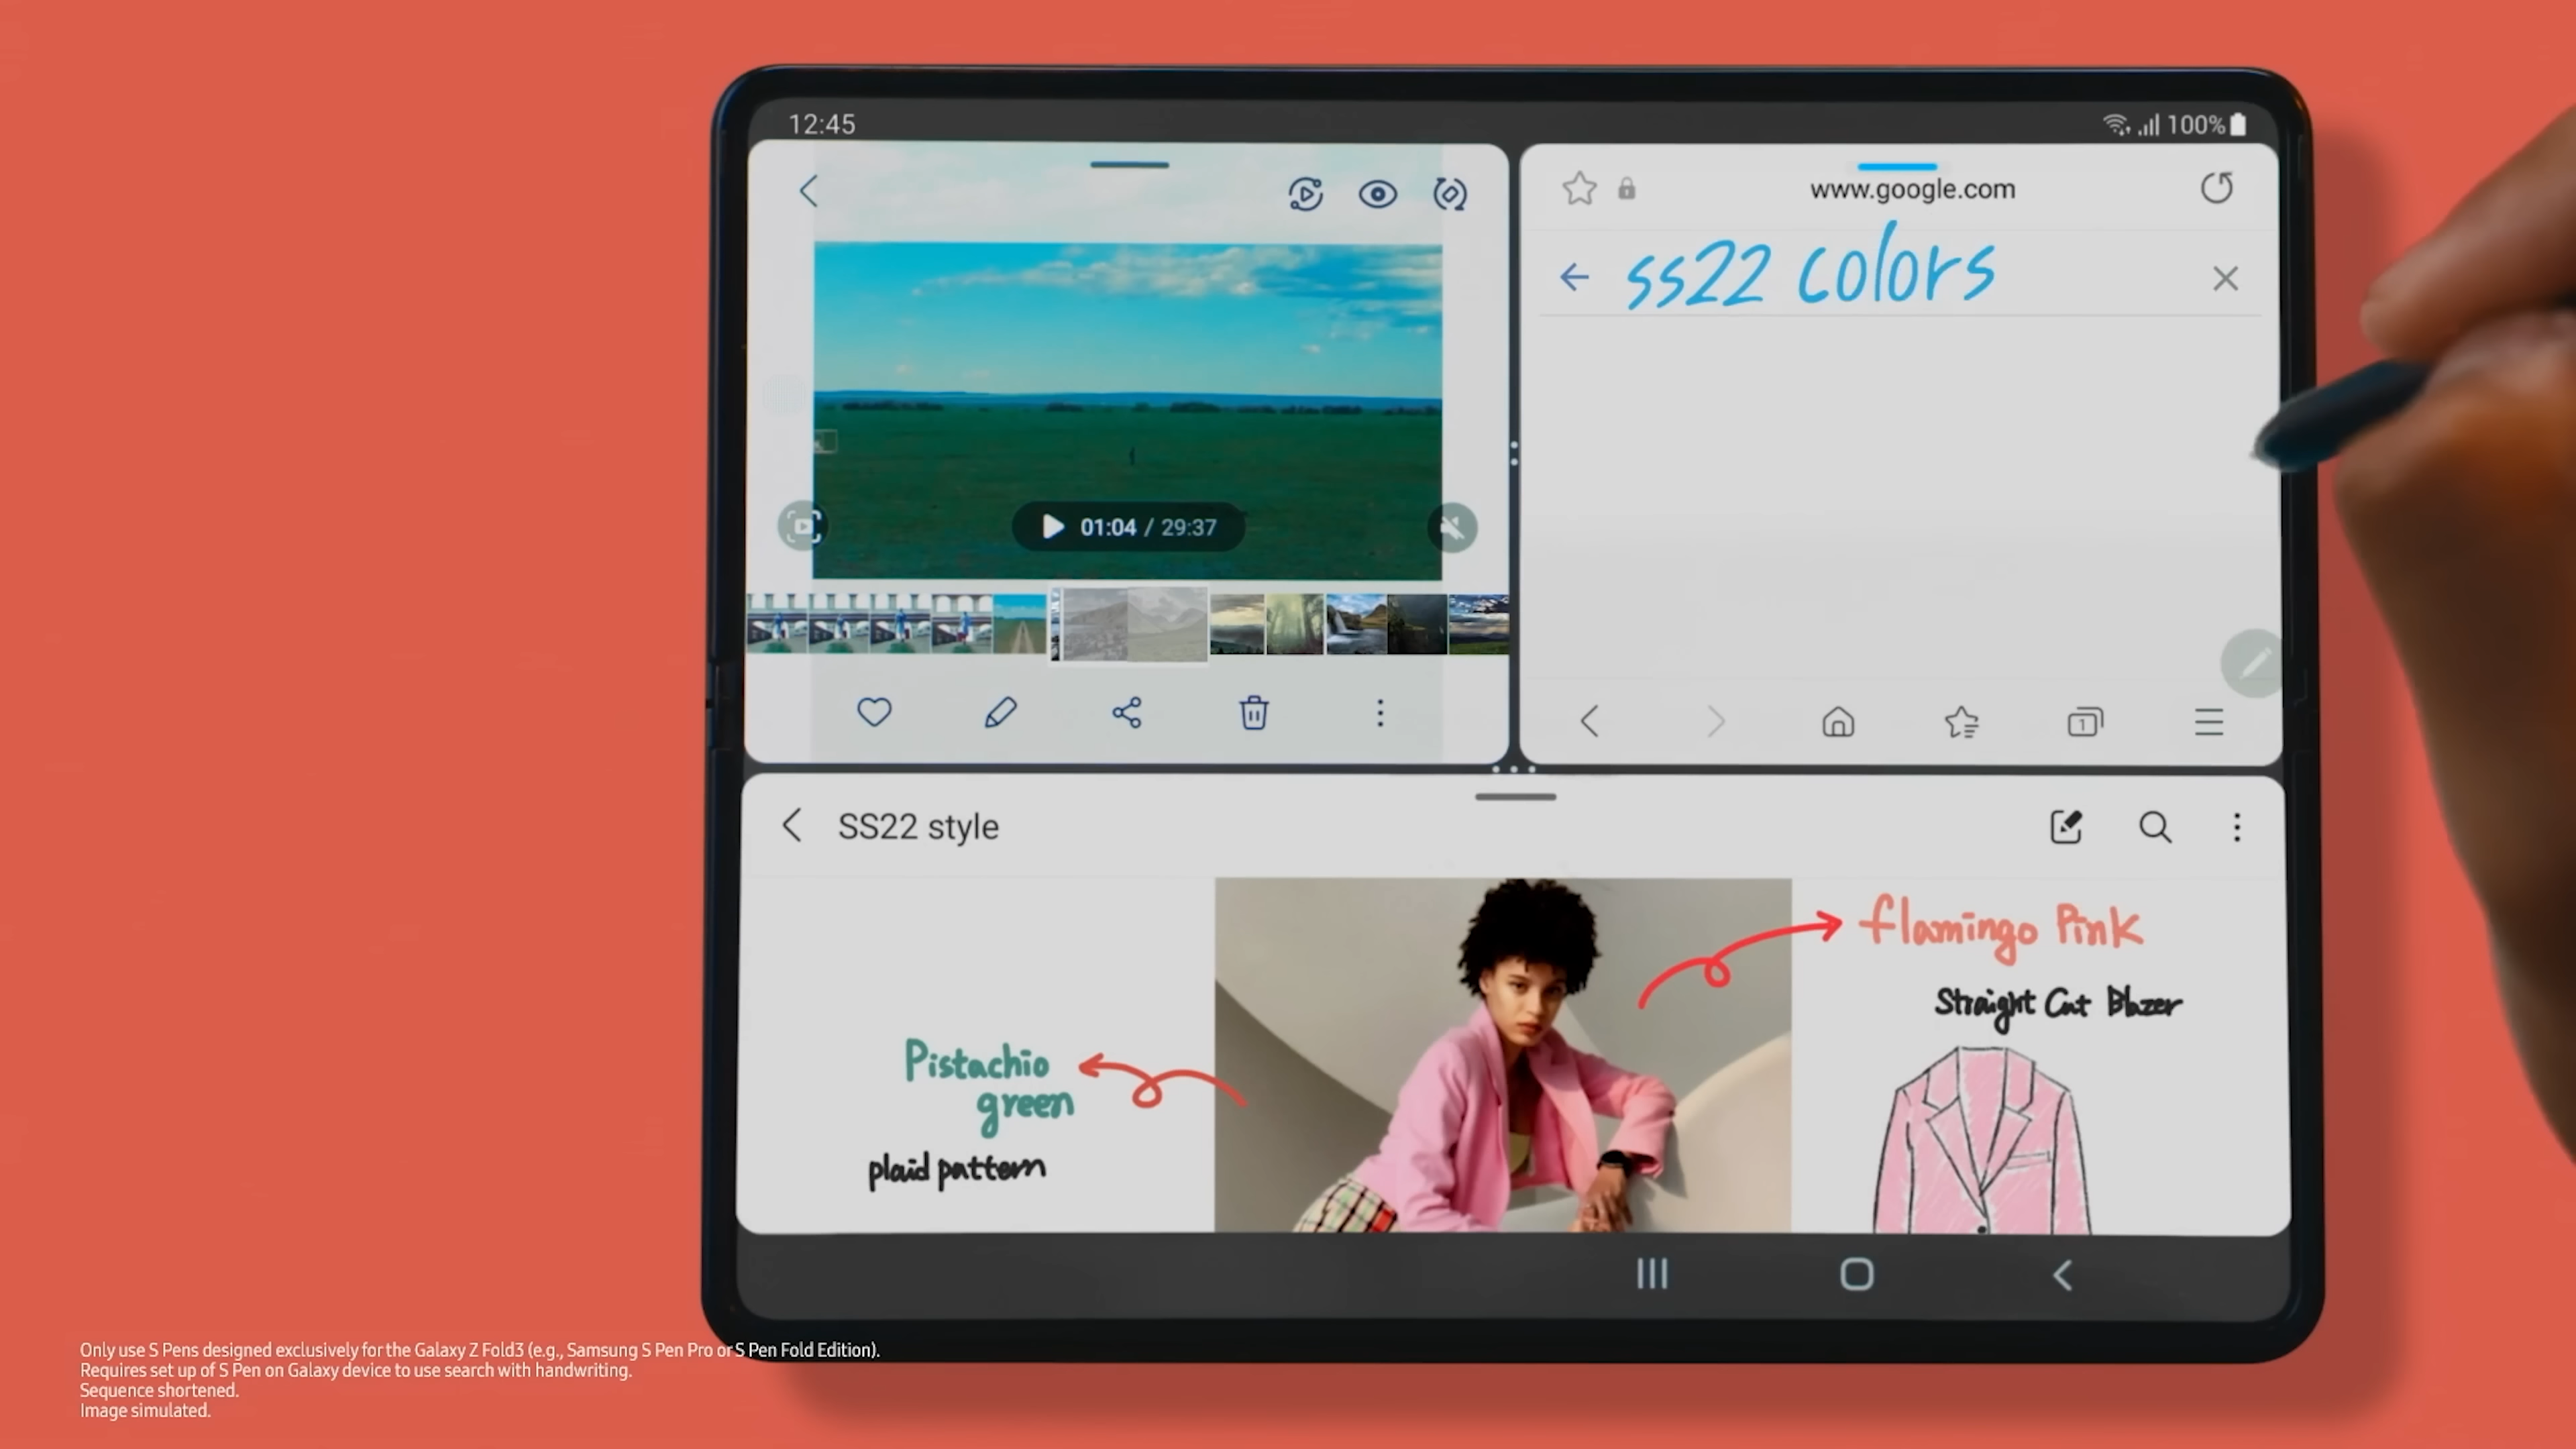 12:45
100%
www.google.com
ss22 colors
01:04 / 29:37
1
SS22 style
flamingo Pink
Straight Cut Blazer
Pistachio
green
plaid pattern
Only use S Pens designed exclusively for the Galaxy Z Fold3 (e.g., Samsung S Pen Pro or S Pen Fold Edition).
Requires set up of S Pen on Galaxy device to use search with handwriting.
Sequence shortened.
Image simulated.